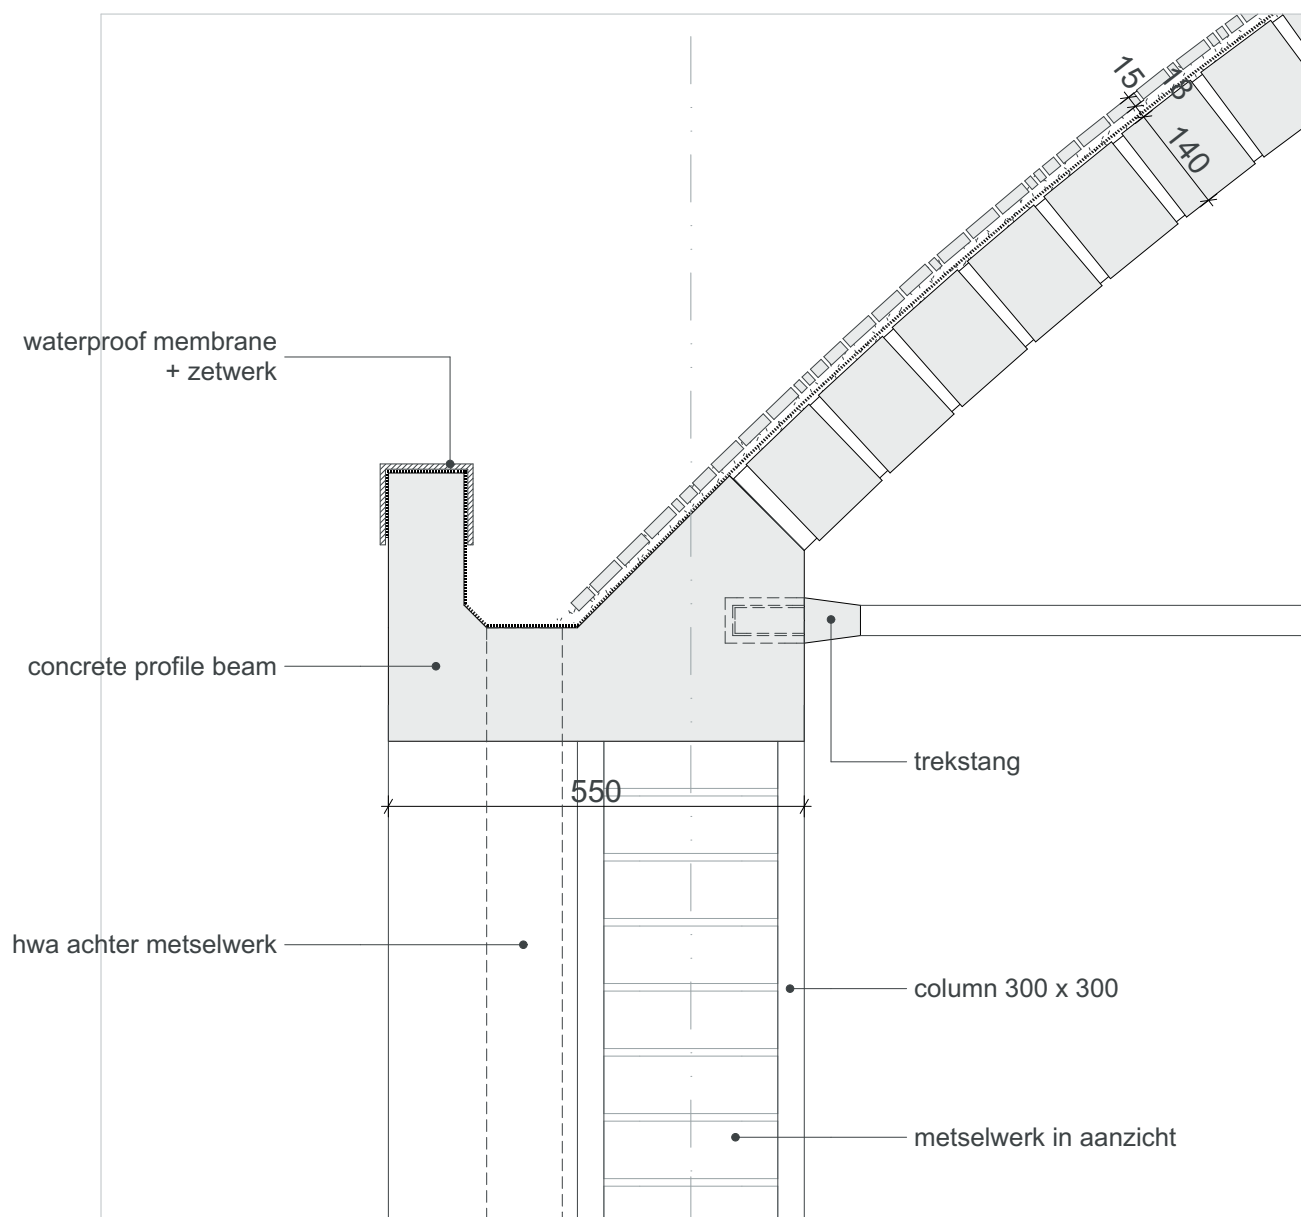 15
18
140
waterproof membrane
+ zetwerk
concrete profile beam
trekstang
550
hwa achter metselwerk
column 300 x 300
metselwerk in aanzicht